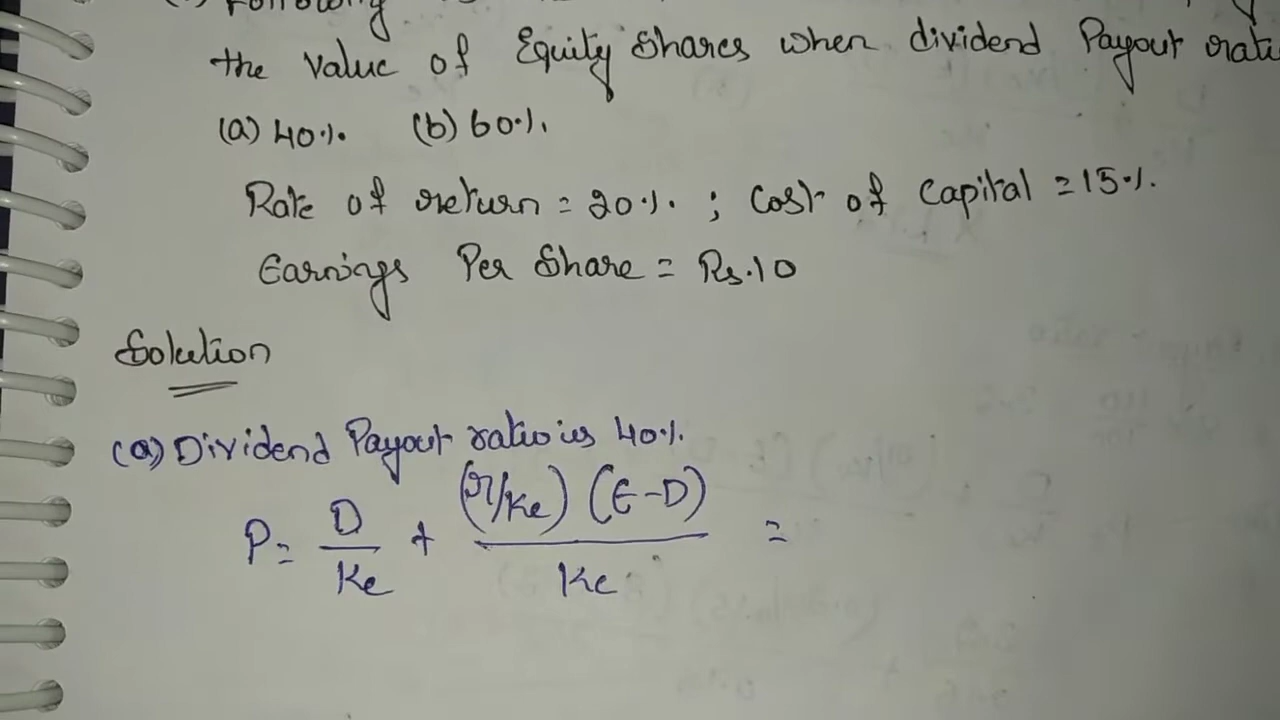 Following
the value of Equity Shares when dividend Payout
(a) 40%. (b) 60%.
Rate of return = 20%. ; Cost of Capital = 15%.
Earnings Per Share = Rs.10
Solution
(a) Dividend Payout ratio is 40%.
P = D/Ke + (r/Ke) (E-D)/Ke =